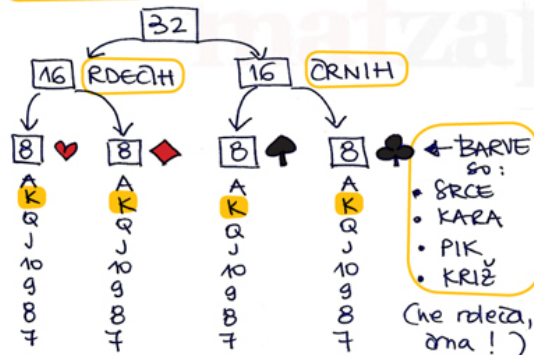 32
16 RDEČIH 16 ČRNIH
8 8 8 8 ← BARVE
SO:
A A A A
K K K K
Q Q Q Q
J J J J
10 10 10 10
9 9 9 9
8 8 8 8
7 7 7 7
• SRCE
• KARA
• PIK
• KRIŽ
(ne rdeča,
črna!)